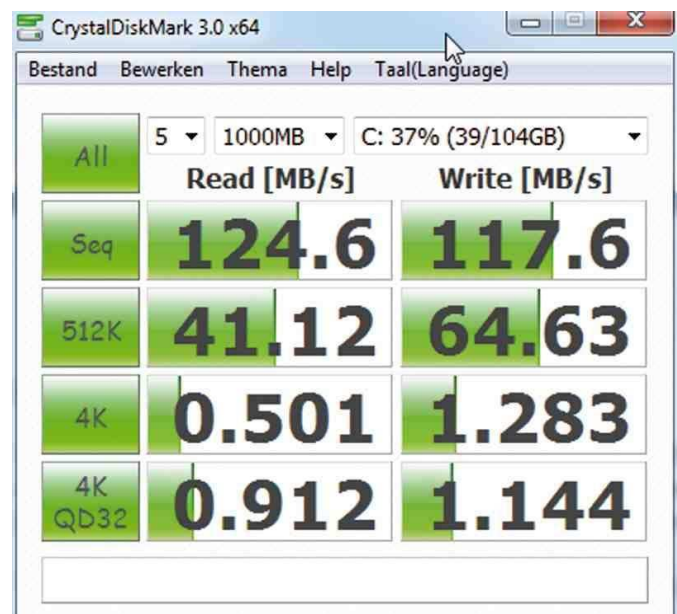 CrystalDiskMark 3.0 x64
Bestand Bewerken Thema Help Taal(Language)
All 5 1000MB C: 37% (39/104GB)
Read [MB/s] Write [MB/s]
Seq 124.6 117.6
512K 41.12 64.63
4K 0.501 1.283
4K QD32 0.912 1.144